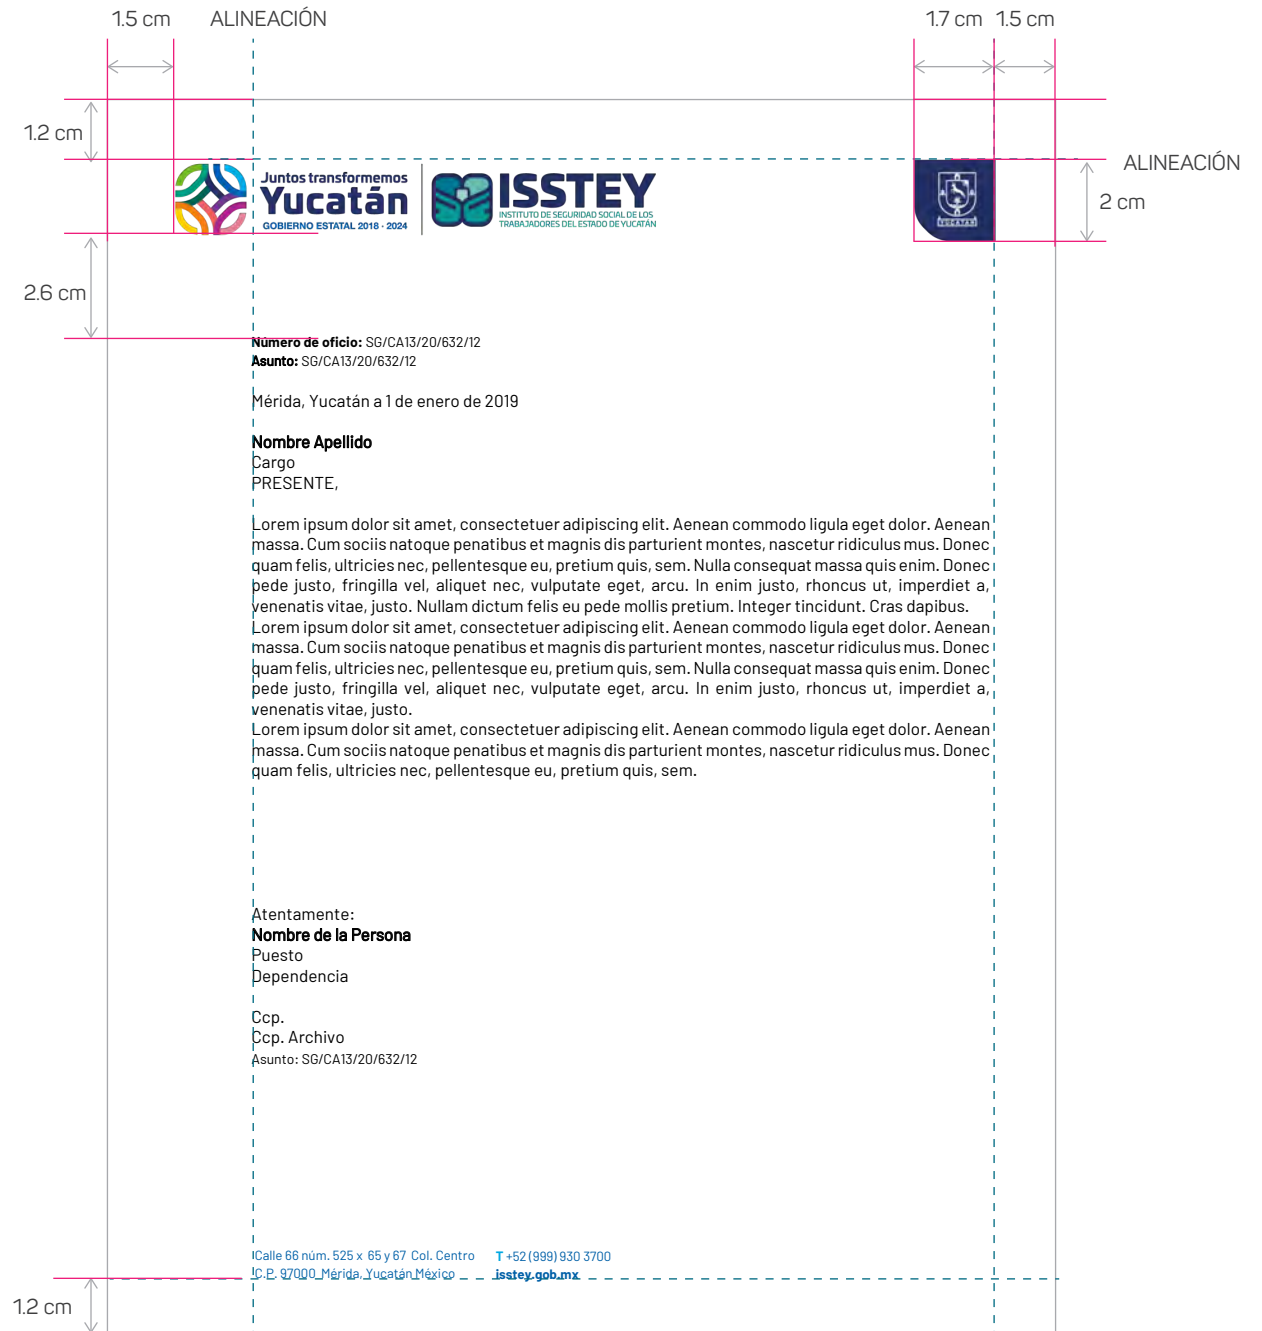 1.5 cm ALINEACIÓN 1.7 cm 1.5 cm
1.2 cm
ALINEACIÓN
2 cm
Juntos transformemos
Yucatán
GOBIERNO ESTATAL 2018 - 2024
ISSTEY
INSTITUTO DE SEGURIDAD SOCIAL DE LOS
TRABAJADORES DEL ESTADO DE YUCATÁN
YUCATÁN
2.6 cm
Número de oficio: SG/CA13/20/632/12
Asunto: SG/CA13/20/632/12
Mérida, Yucatán a 1 de enero de 2019
Nombre Apellido
Cargo
PRESENTE,
Lorem ipsum dolor sit amet, consectetuer adipiscing elit. Aenean commodo ligula eget dolor. Aenean
massa. Cum sociis natoque penatibus et magnis dis parturient montes, nascetur ridiculus mus. Donec
quam felis, ultricies nec, pellentesque eu, pretium quis, sem. Nulla consequat massa quis enim. Donec
pede justo, fringilla vel, aliquet nec, vulputate eget, arcu. In enim justo, rhoncus ut, imperdiet a,
venenatis vitae, justo. Nullam dictum felis eu pede mollis pretium. Integer tincidunt. Cras dapibus.
Lorem ipsum dolor sit amet, consectetuer adipiscing elit. Aenean commodo ligula eget dolor. Aenean
massa. Cum sociis natoque penatibus et magnis dis parturient montes, nascetur ridiculus mus. Donec
quam felis, ultricies nec, pellentesque eu, pretium quis, sem. Nulla consequat massa quis enim. Donec
pede justo, fringilla vel, aliquet nec, vulputate eget, arcu. In enim justo, rhoncus ut, imperdiet a,
venenatis vitae, justo.
Lorem ipsum dolor sit amet, consectetuer adipiscing elit. Aenean commodo ligula eget dolor. Aenean
massa. Cum sociis natoque penatibus et magnis dis parturient montes, nascetur ridiculus mus. Donec
quam felis, ultricies nec, pellentesque eu, pretium quis, sem.
Atentamente:
Nombre de la Persona
Puesto
Dependencia
Ccp.
Ccp. Archivo
Asunto: SG/CA13/20/632/12
Calle 66 núm. 525 x 65 y 67 Col. Centro T +52 (999) 930 3700
C.P. 97000 Mérida, Yucatán México isstey.gob.mx
1.2 cm